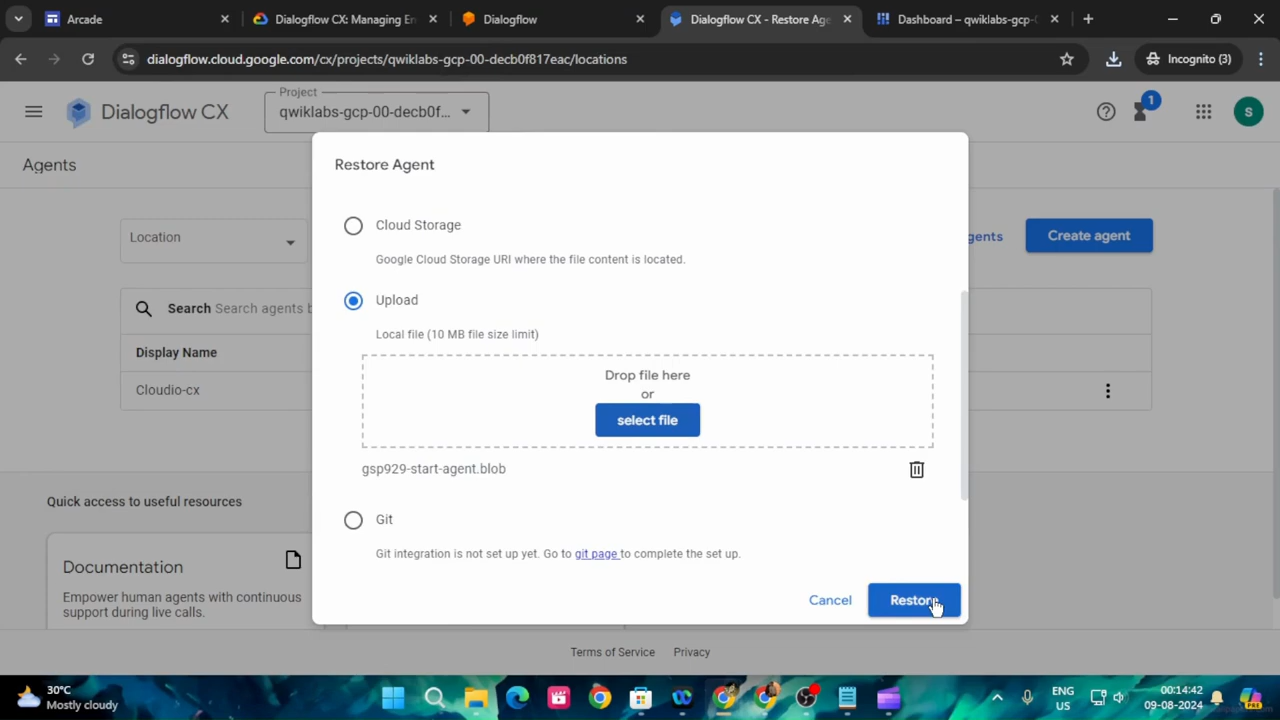 Arcade
Dialogflow CX: Managing En
Dialogflow
Dialogflow CX - Restore Age
Dashboard – qwiklabs-gcp-0
dialogflow.cloud.google.com/cx/projects/qwiklabs-gcp-00-decb0f817eac/locations
Incognito (3)
Dialogflow CX
Project
qwiklabs-gcp-00-decb0f...
1
S
Agents
Restore Agent
Location
Cloud Storage
gents
Create agent
Google Cloud Storage URI where the file content is located.
Upload
Search Search agents b
Local file (10 MB file size limit)
Display Name
Drop file here
or
Cloudio-cx
select file
gsp929-start-agent.blob
Quick access to useful resources
Git
Git integration is not set up yet. Go to git page to complete the set up.
Documentation
Empower human agents with continuous
support during live calls.
Cancel
Restore
Terms of Service
Privacy
30°C
Mostly cloudy
ENG
US
00:14:42
09-08-2024
PRE